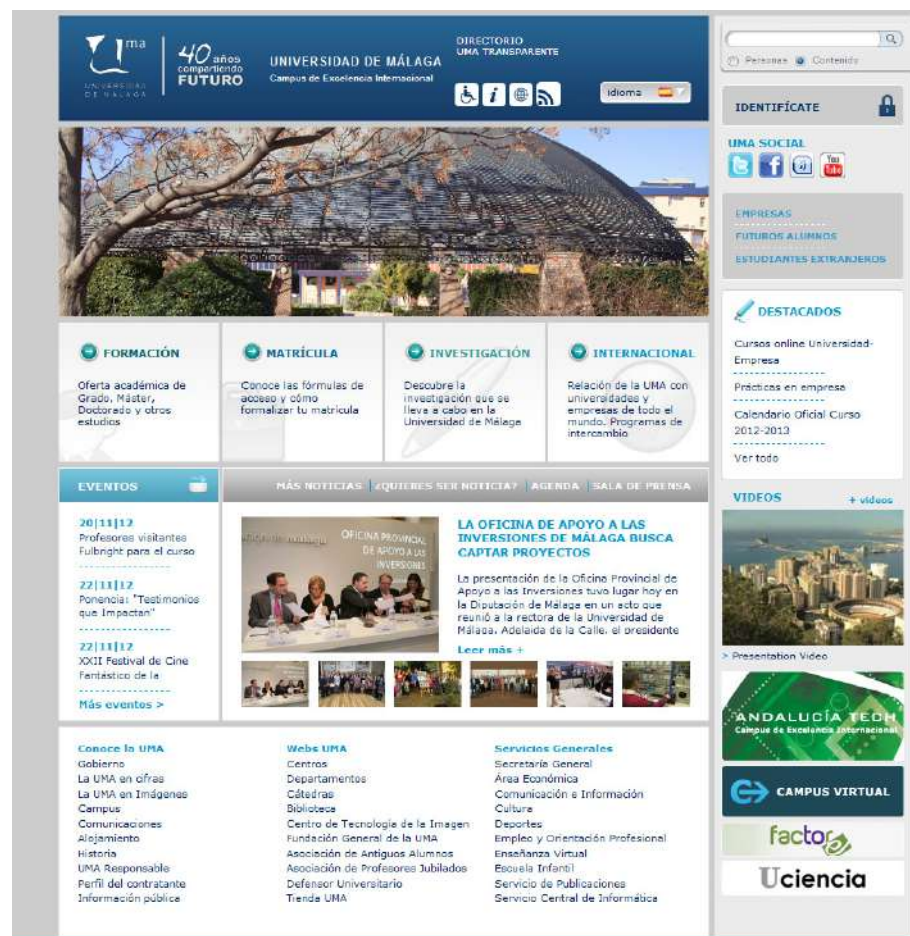 uma
UNIVERSIDAD
DE MÁLAGA
40 años
compartiendo
FUTURO
UNIVERSIDAD DE MÁLAGA
Campus de Excelencia Internacional
DIRECTORIO
UMA TRANSPARENTE
idioma
Personas Contenido
IDENTIFÍCATE
UMA SOCIAL
You
Tube
EMPRESAS
FUTUROS ALUMNOS
ESTUDIANTES EXTRANJEROS
FORMACIÓN
Oferta académica de
Grado, Máster,
Doctorado y otros
estudios
MATRÍCULA
Conoce las fórmulas de
acceso y cómo
formalizar tu matrícula
INVESTIGACIÓN
Descubre la
investigación que se
lleva a cabo en la
Universidad de Málaga
INTERNACIONAL
Relación de la UMA con
universidades y
empresas de todo el
mundo. Programas de
intercambio
DESTACADOS
Cursos online Universidad-
Empresa
Prácticas en empresa
Calendario Oficial Curso
2012-2013
Ver todo
EVENTOS
20|11|12
Profesores visitantes
Fulbright para el curso
22|11|12
Ponencia: "Testimonios
que Impactan"
22|11|12
XXII Festival de Cine
Fantástico de la
Más eventos >
MÁS NOTICIAS | ¿QUIERES SER NOTICIA? | AGENDA | SALA DE PRENSA
OFICINA PROVINCIAL
DE APOYO A LAS
INVERSIONES
LA OFICINA DE APOYO A LAS
INVERSIONES DE MÁLAGA BUSCA
CAPTAR PROYECTOS
La presentación de la Oficina Provincial de
Apoyo a las Inversiones tuvo lugar hoy en
la Diputación de Málaga en un acto que
reunió a la rectora de la Universidad de
Málaga, Adelaida de la Calle, el presidente
Leer más +
VIDEOS + videos
> Presentation Video
ANDALUCÍA TECH
Campus de Excelencia Internacional
CAMPUS VIRTUAL
factor
Uciencia
Conoce la UMA
Gobierno
La UMA en cifras
La UMA en Imágenes
Campus
Comunicaciones
Alojamiento
Historia
UMA Responsable
Perfil del contratante
Información pública
Webs UMA
Centros
Departamentos
Cátedras
Biblioteca
Centro de Tecnología de la Imagen
Fundación General de la UMA
Asociación de Antiguos Alumnos
Asociación de Profesores Jubilados
Defensor Universitario
Tienda UMA
Servicios Generales
Secretaría General
Área Económica
Comunicación e Información
Cultura
Deportes
Empleo y Orientación Profesional
Enseñanza Virtual
Escuela Infantil
Servicio de Publicaciones
Servicio Central de Informática